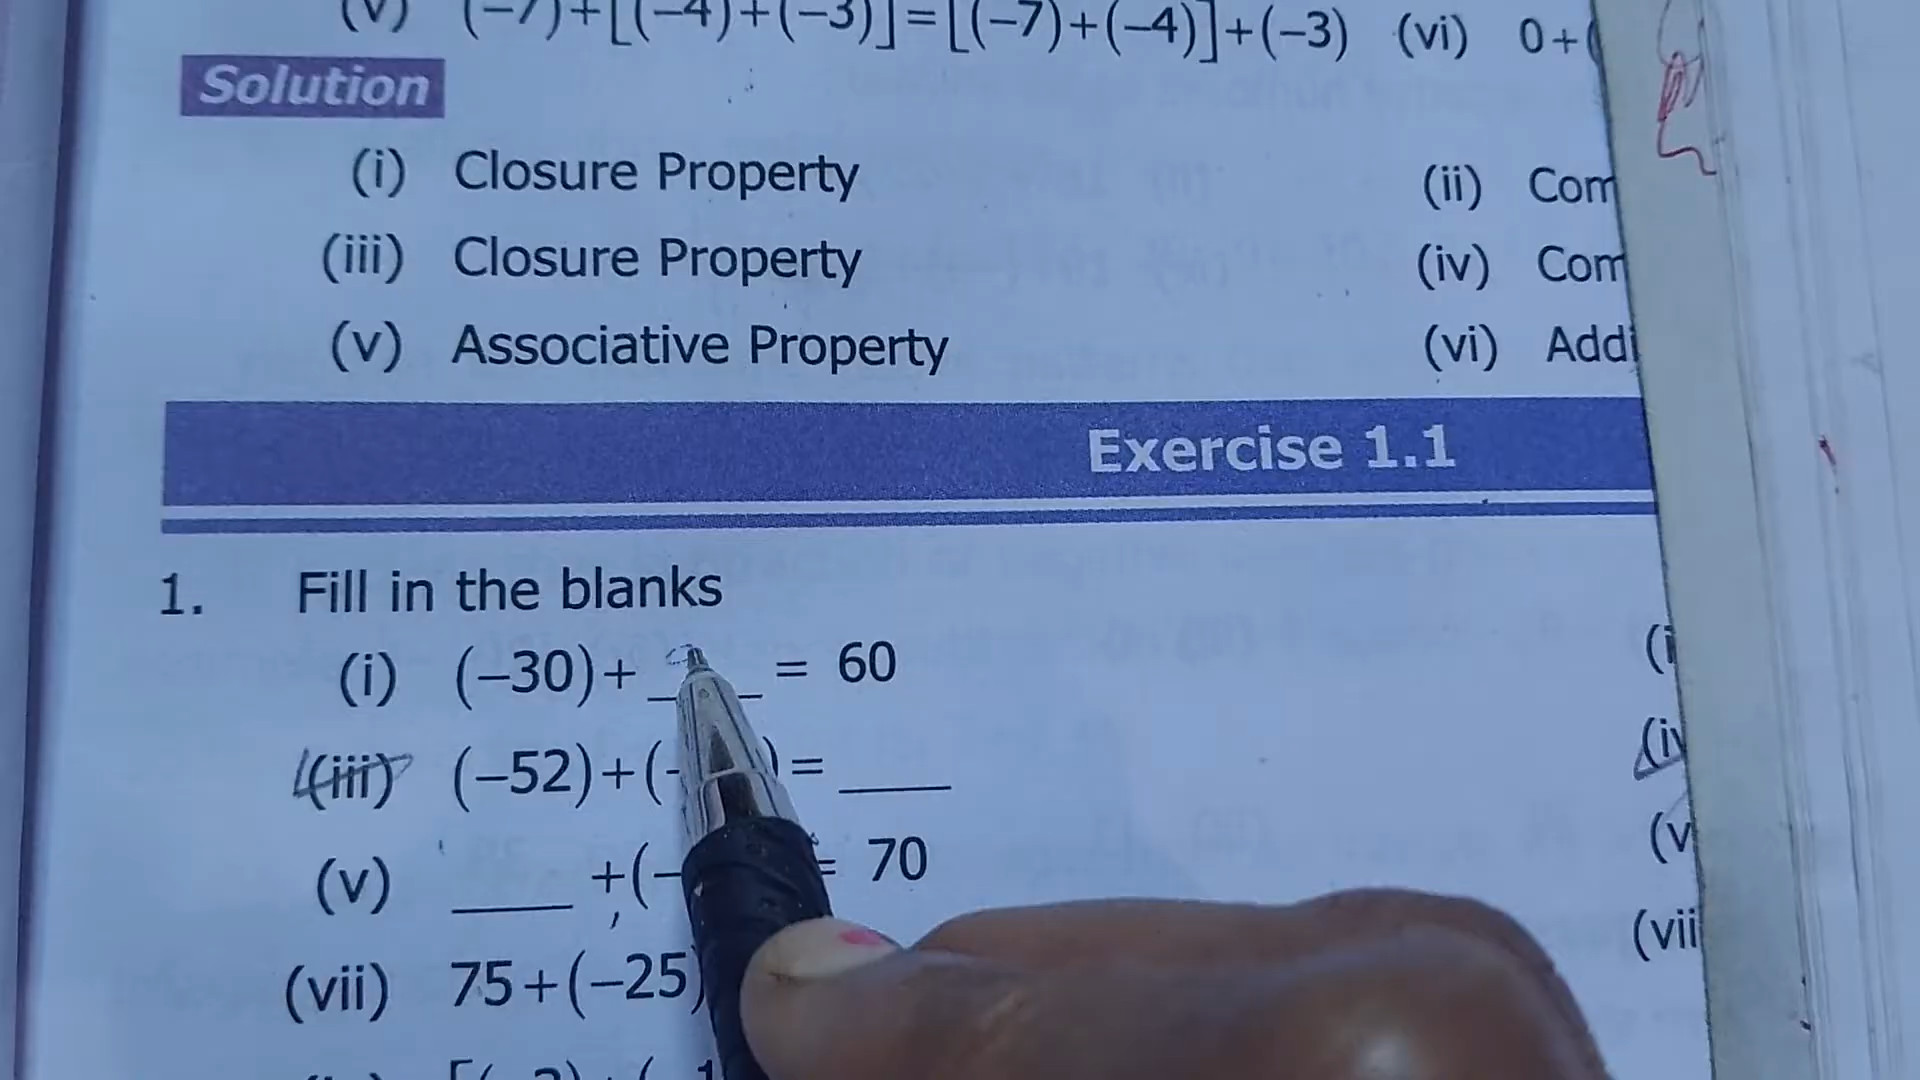 (v) (–7)+[(–4)+(–3)]=[(–7)+(–4)]+(–3) (vi) 0+(
Solution
(i) Closure Property (ii) Com
(iii) Closure Property (iv) Com
(v) Associative Property (vi) Addi
Exercise 1.1
1. Fill in the blanks
(i) (–30)+ ____ = 60 (i
(iii) (–52)+(– )= ____ (iv
(v) ____ +(– = 70 (v
(vii) 75+(–25) (vii